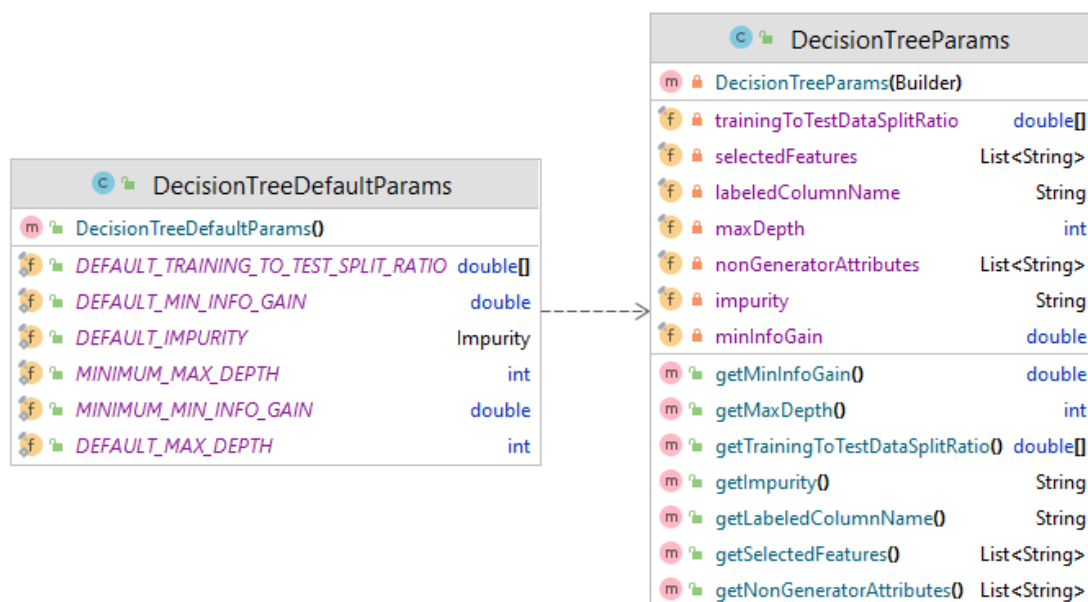 DecisionTreeDefaultParams
m DecisionTreeDefaultParams()
f DEFAULT_TRAINING_TO_TEST_SPLIT_RATIO double[]
f DEFAULT_MIN_INFO_GAIN double
f DEFAULT_IMPURITY Impurity
f MINIMUM_MAX_DEPTH int
f MINIMUM_MIN_INFO_GAIN double
f DEFAULT_MAX_DEPTH int
C DecisionTreeParams
m DecisionTreeParams(Builder)
f trainingToTestDataSplitRatio double[]
f selectedFeatures List<String>
f labeledColumnName String
f maxDepth int
f nonGeneratorAttributes List<String>
f impurity String
f minInfoGain double
m getMinInfoGain() double
m getMaxDepth() int
m getTrainingToTestDataSplitRatio() double[]
m getImpurity() String
m getLabeledColumnName() String
m getSelectedFeatures() List<String>
m getNonGeneratorAttributes() List<String>